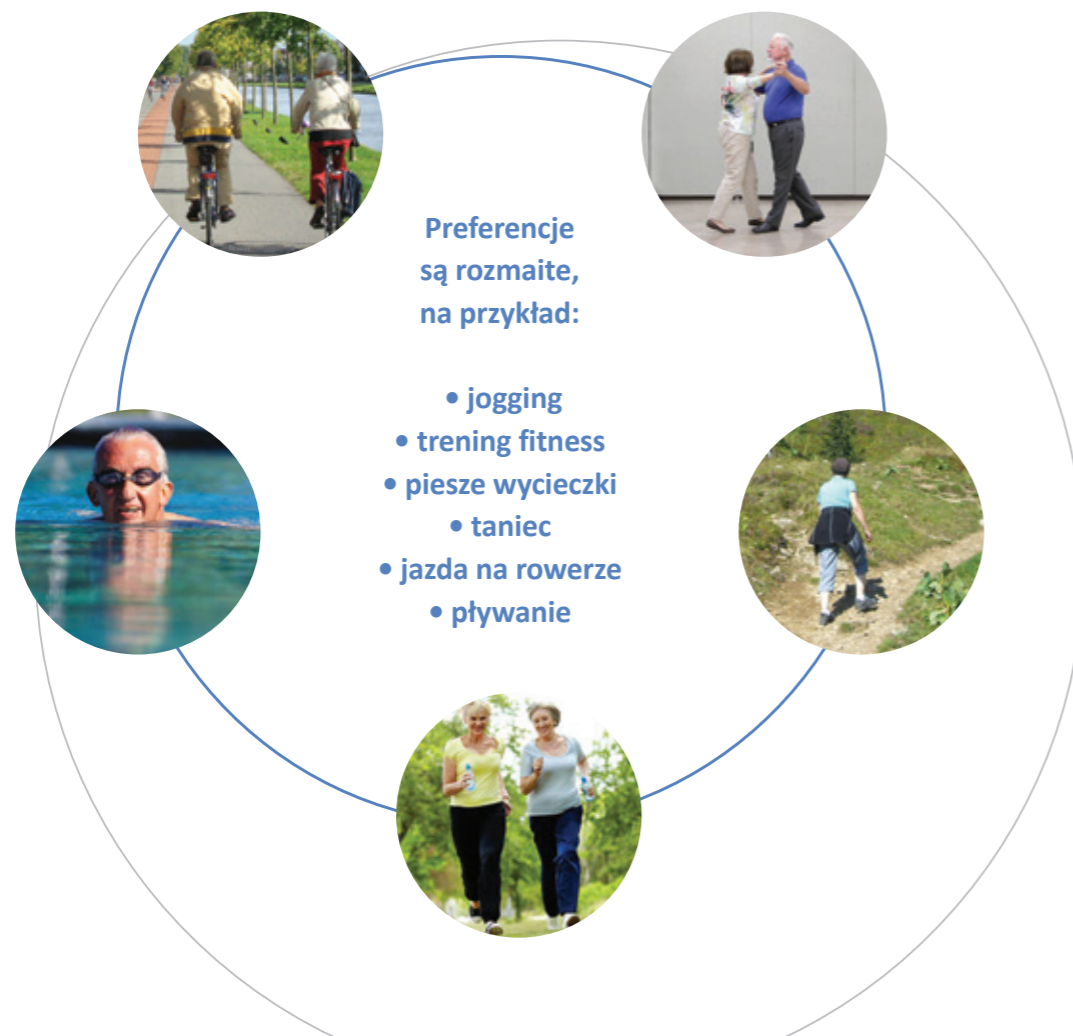 Preferencje
są rozmaite,
na przykład:
• jogging
• trening fitness
• piesze wycieczki
• taniec
• jazda na rowerze
• pływanie